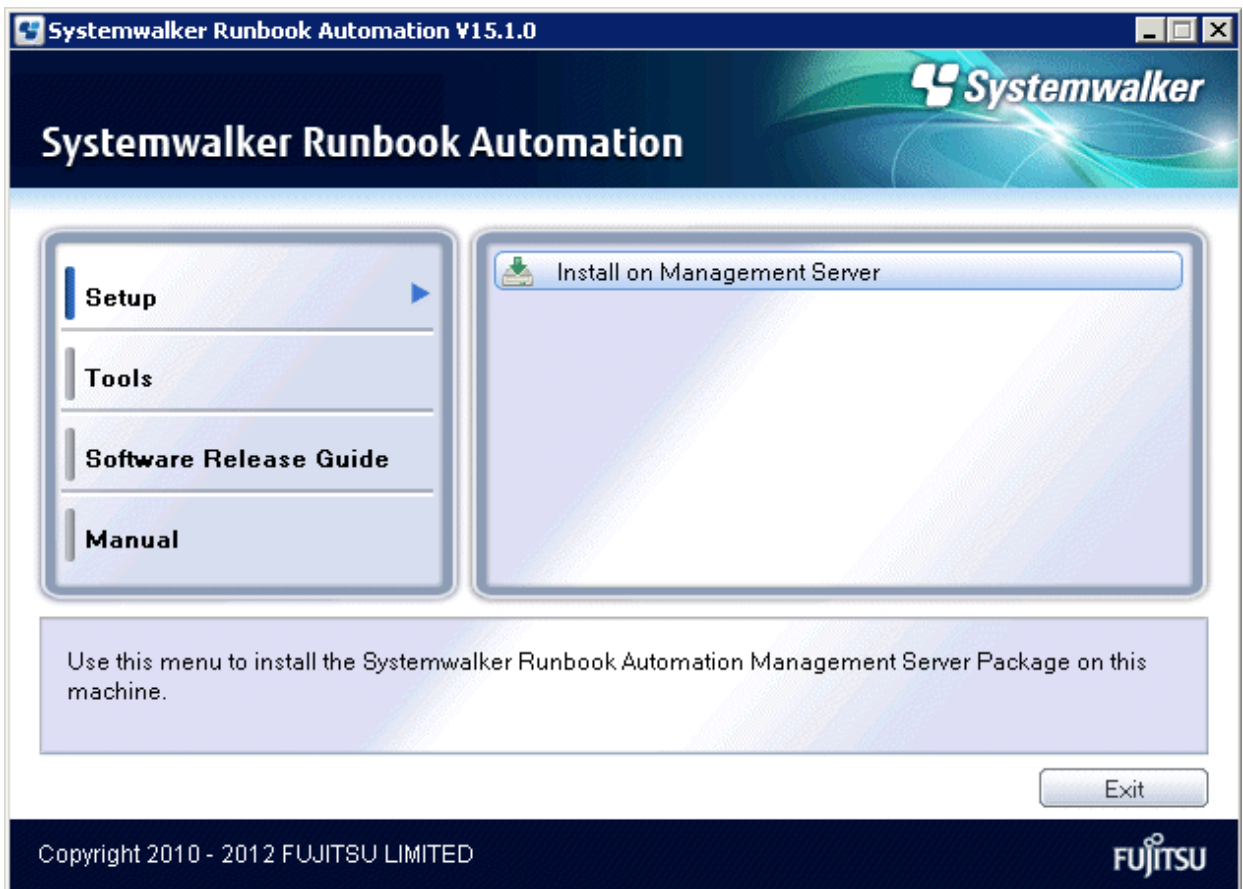 Systemwalker Runbook Automation V15.1.0
Systemwalker
Systemwalker Runbook Automation
Setup
Tools
Software Release Guide
Manual
Install on Management Server
Use this menu to install the Systemwalker Runbook Automation Management Server Package on this
machine.
Exit
Copyright 2010 - 2012 FUJITSU LIMITED
FUJITSU